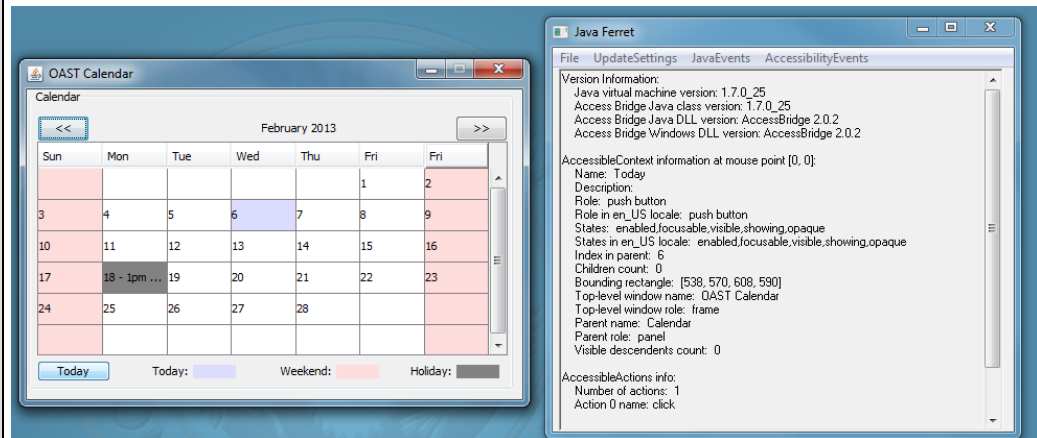 OAST Calendar
Calendar
<< February 2013 >>
Sun Mon Tue Wed Thu Fri Fri
1 2
3 4 5 6 7 8 9
10 11 12 13 14 15 16
17 18 - 1pm ... 19 20 21 22 23
24 25 26 27 28
Today Today: Weekend: Holiday:
Java Ferret
File UpdateSettings JavaEvents AccessibilityEvents
Version Information:
Java virtual machine version: 1.7.0_25
Access Bridge Java class version: 1.7.0_25
Access Bridge Java DLL version: AccessBridge 2.0.2
Access Bridge Windows DLL version: AccessBridge 2.0.2
AccessibleContext information at mouse point [0, 0]:
Name: Today
Description:
Role: push button
Role in en_US locale: push button
States: enabled,focusable,visible,showing,opaque
States in en_US locale: enabled,focusable,visible,showing,opaque
Index in parent: 6
Children count: 0
Bounding rectangle: [538, 570, 608, 590]
Top-level window name: OAST Calendar
Top-level window role: frame
Parent name: Calendar
Parent role: panel
Visible descendents count: 0
AccessibleActions info:
Number of actions: 1
Action 0 name: click